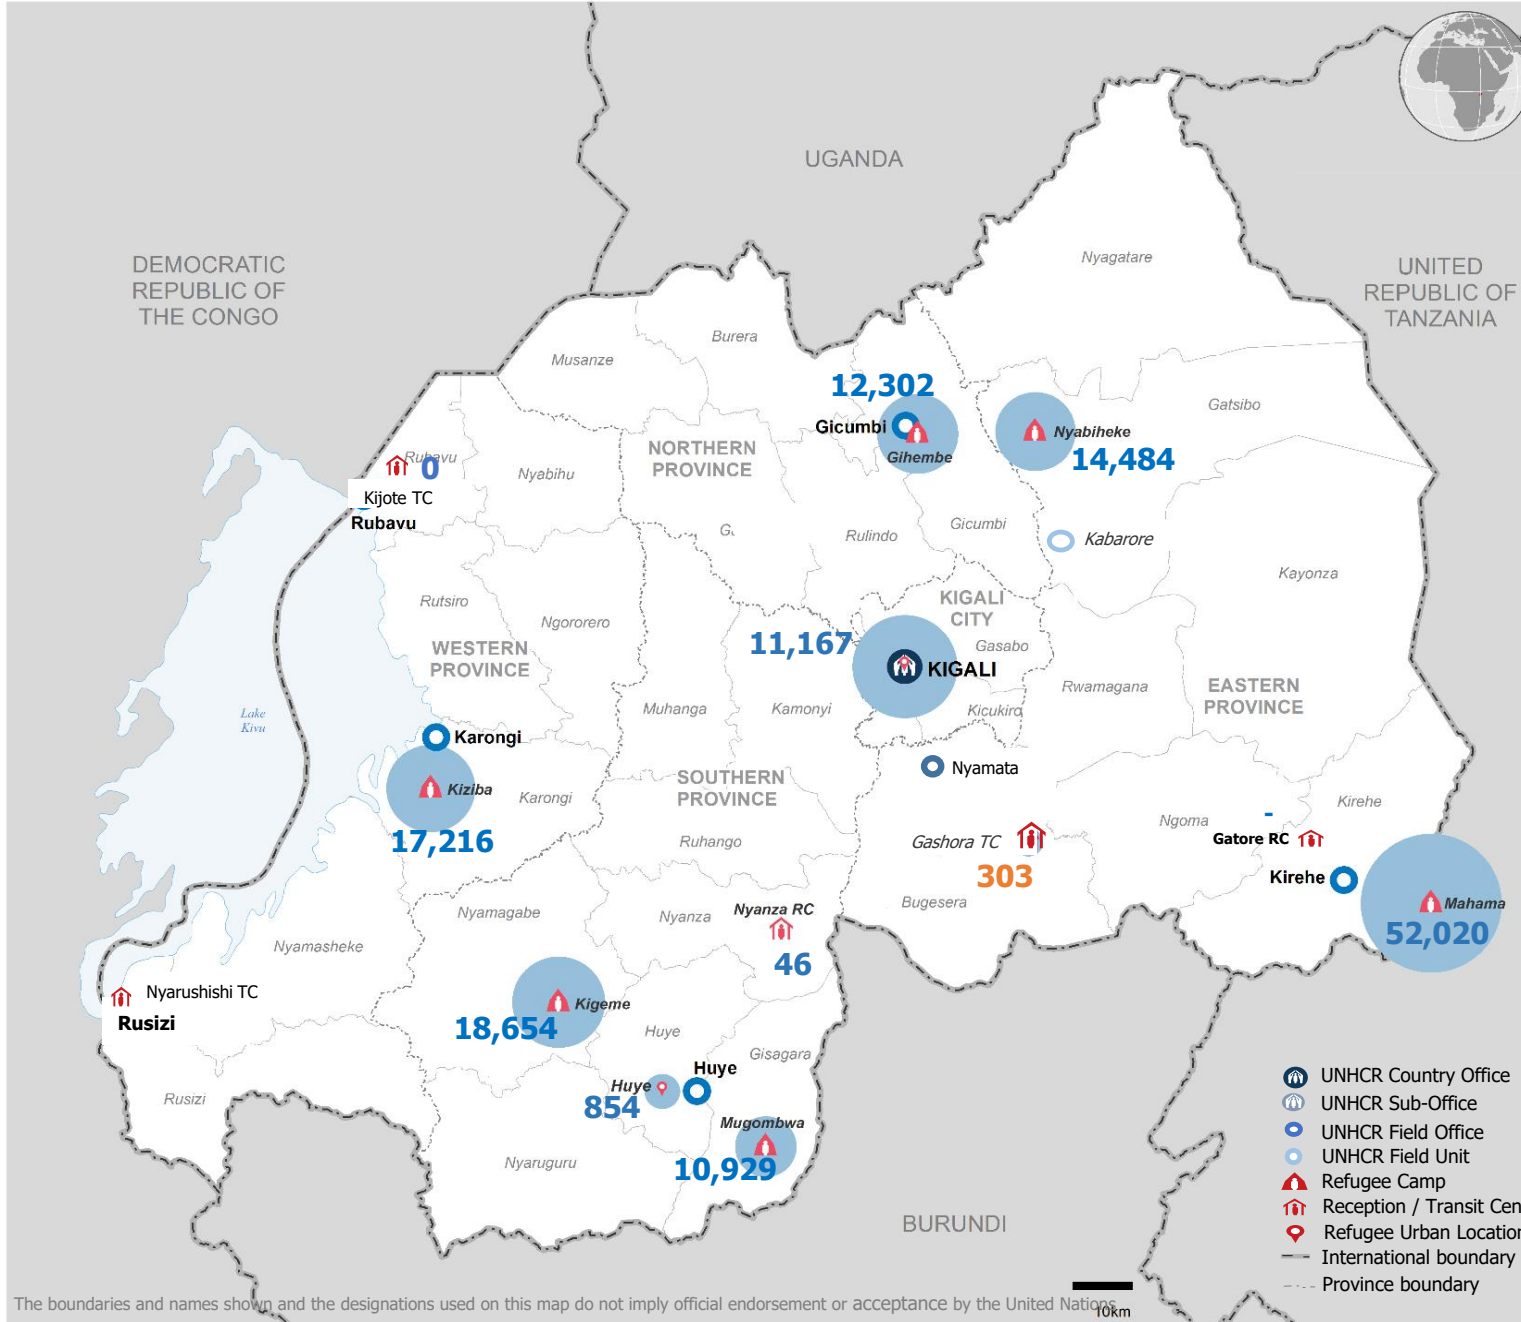 UGANDA
DEMOCRATIC
REPUBLIC OF
THE CONGO
UNITED
REPUBLIC OF
TANZANIA
Nyagatare
Burera
Musanze
12,302
Gicumbi
Gihembe
Nyabiheke
14,484
Gatsibo
NORTHERN
PROVINCE
Rubavu
0
Kijote TC
Rubavu
Nyabihu
Rulindo
Gicumbi
Kabarore
Kayonza
Rutsiro
Ngororero
WESTERN
PROVINCE
KIGALI
CITY
Gasabo
11,167
KIGALI
Kicukiro
Rwamagana
EASTERN
PROVINCE
Lake
Kivu
Muhanga
Kamonyi
Karongi
Kiziba
Karongi
17,216
SOUTHERN
PROVINCE
Ruhango
Nyamata
Gashora TC
303
Bugesera
Ngoma
-
Gatore RC
Kirehe
Kirehe
Mahama
52,020
Nyamagabe
Nyanza
Nyanza RC
46
Nyamasheke
Nyarushishi TC
Rusizi
Rusizi
Kigeme
18,654
Huye
Gisagara
Huye
Huye
854
Mugombwa
10,929
Nyaruguru
BURUNDI
UNHCR Country Office
UNHCR Sub-Office
UNHCR Field Office
UNHCR Field Unit
Refugee Camp
Reception / Transit Cen
Refugee Urban Location
International boundary
Province boundary
10km
The boundaries and names shown and the designations used on this map do not imply official endorsement or acceptance by the United Nations.